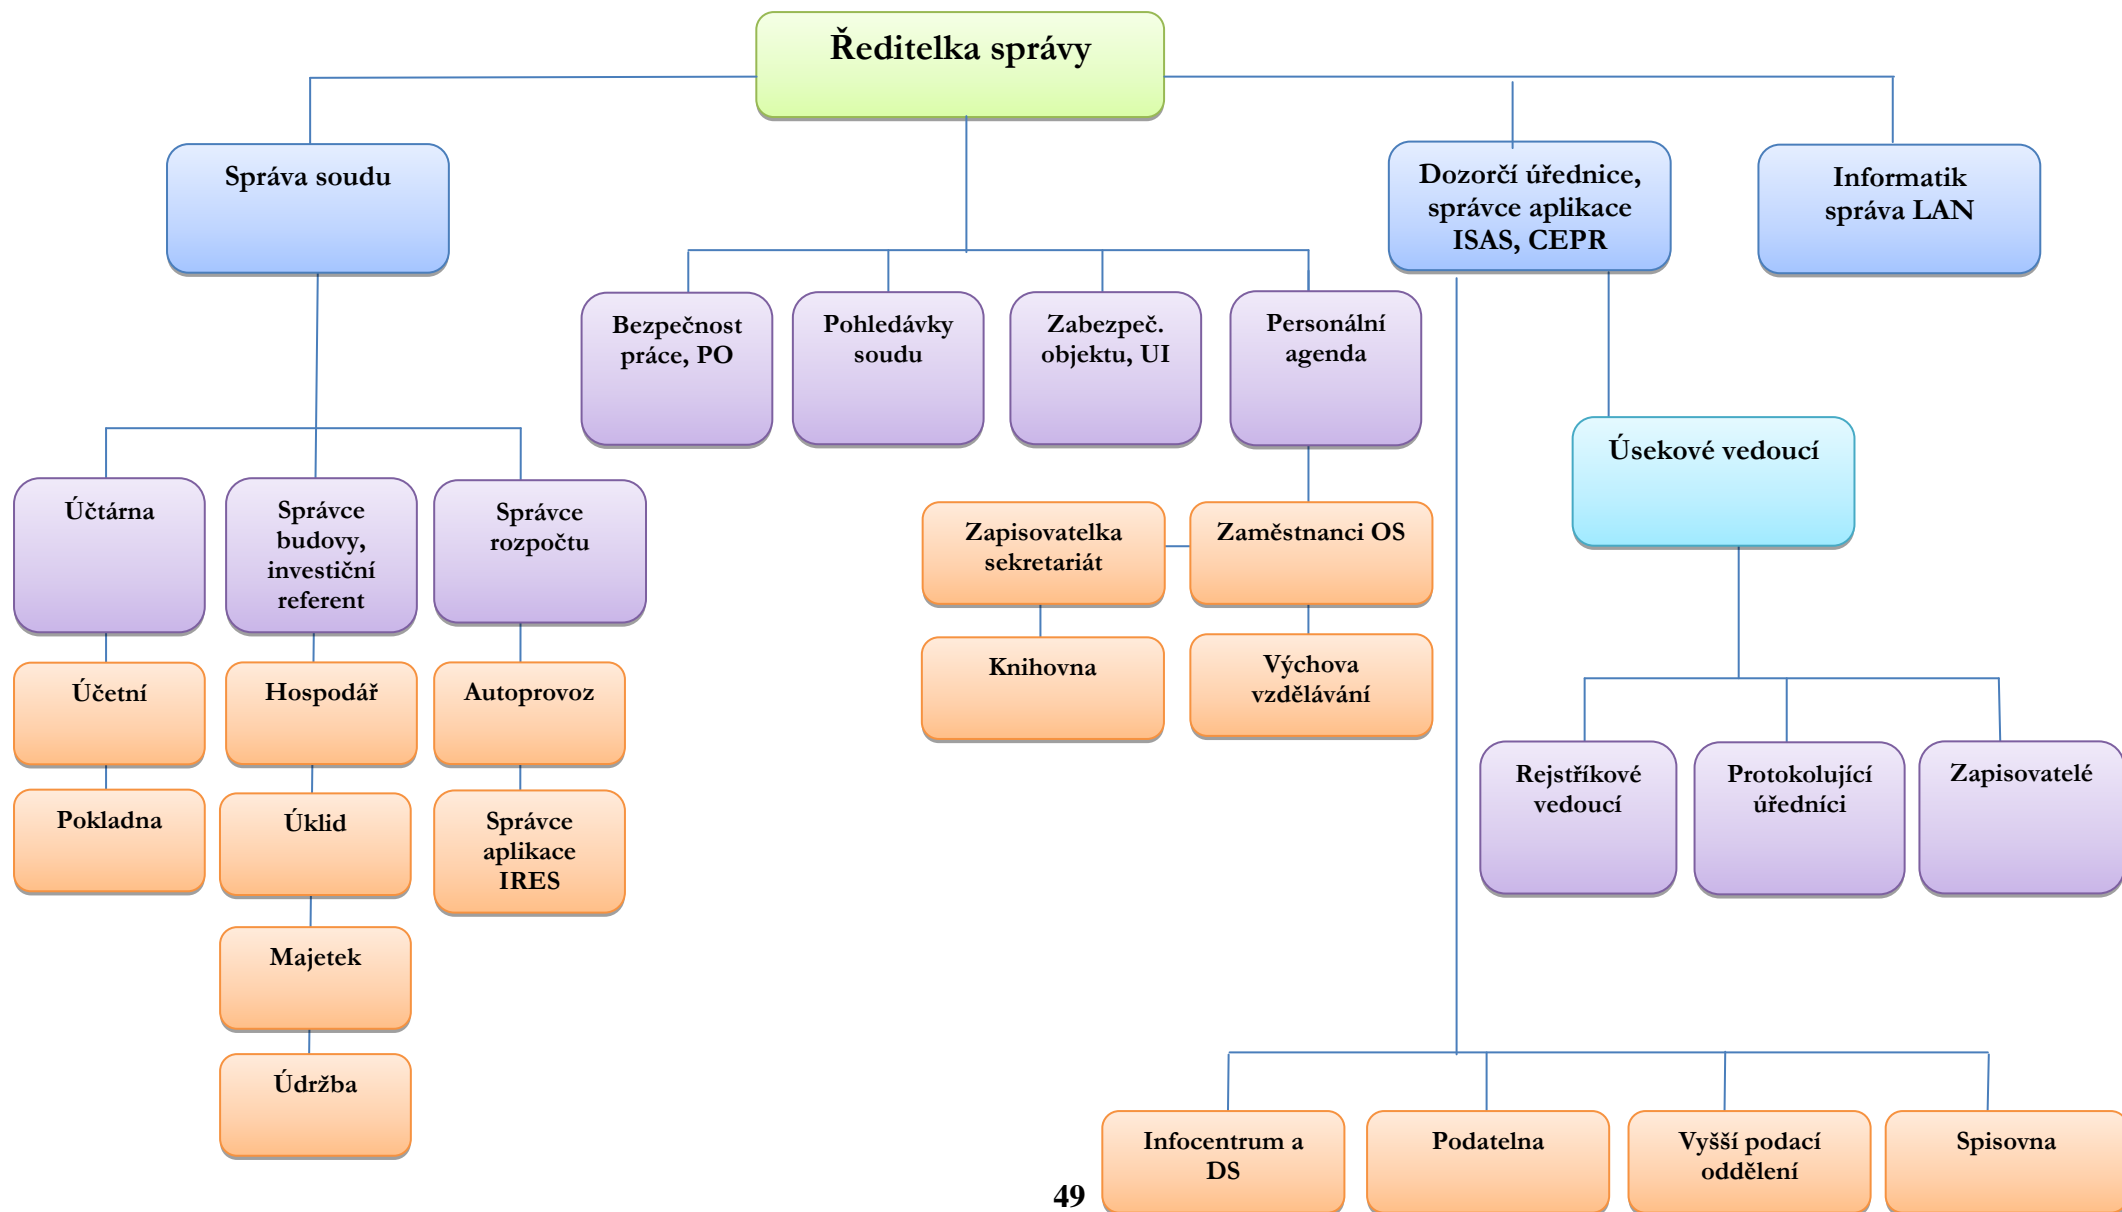 Ředitelka správy
Správa soudu
Dozorčí úřednice,
správce aplikace
ISAS, CEPR
Informatik
správa LAN
Bezpečnost
práce, PO
Pohledávky
soudu
Zabezpeč.
objektu, UI
Personální
agenda
Úsekové vedoucí
Účtárna
Správce
budovy,
investiční
referent
Správce
rozpočtu
Zapisovatelka
sekretariát
Zaměstnanci OS
Účetní
Hospodář
Autoprovoz
Knihovna
Výchova
vzdělávání
Rejstříkové
vedoucí
Protokolující
úředníci
Zapisovatelé
Pokladna
Úklid
Správce
aplikace
IRES
Majetek
Údržba
Infocentrum a
DS
Podatelna
Vyšší podací
oddělení
Spisovna
49